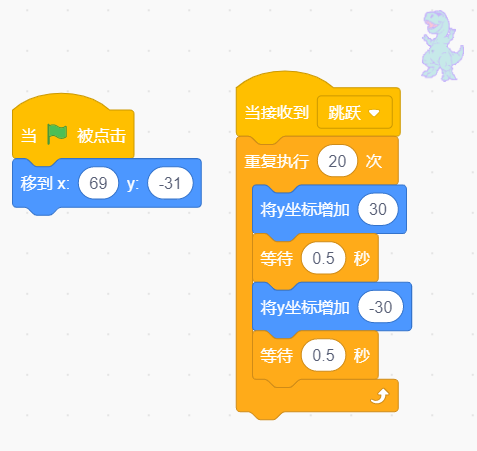 当 被点击
移到 x: 69 y: -31
当接收到 跳跃
重复执行 20 次
将y坐标增加 30
等待 0.5 秒
将y坐标增加 -30
等待 0.5 秒